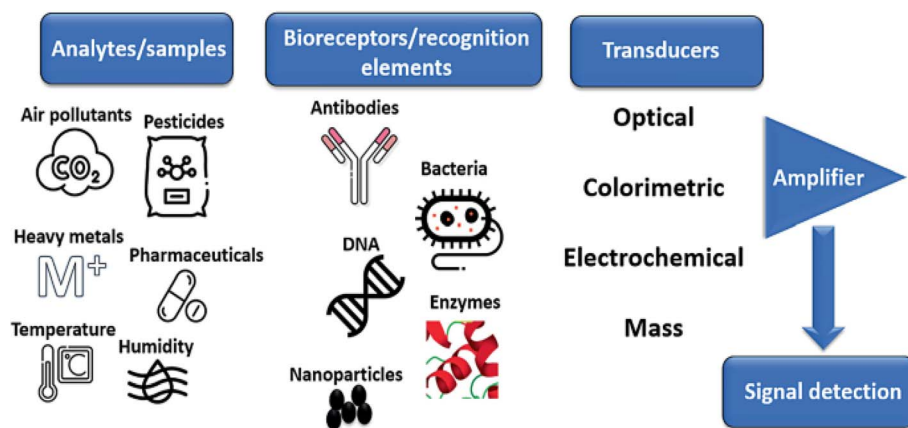 Analytes/samples
Air pollutants
CO2
Pesticides
Heavy metals
M+
Pharmaceuticals
Temperature
°C
Humidity
Bioreceptors/recognition
elements
Antibodies
Bacteria
DNA
Enzymes
Nanoparticles
Transducers
Optical
Colorimetric
Electrochemical
Mass
Amplifier
Signal detection